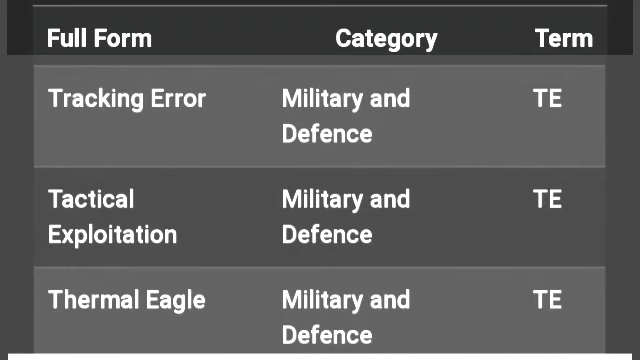 Full Form Category Term
Tracking Error Military and TE
Defence
Tactical Military and TE
Exploitation Defence
Thermal Eagle Military and TE
Defence